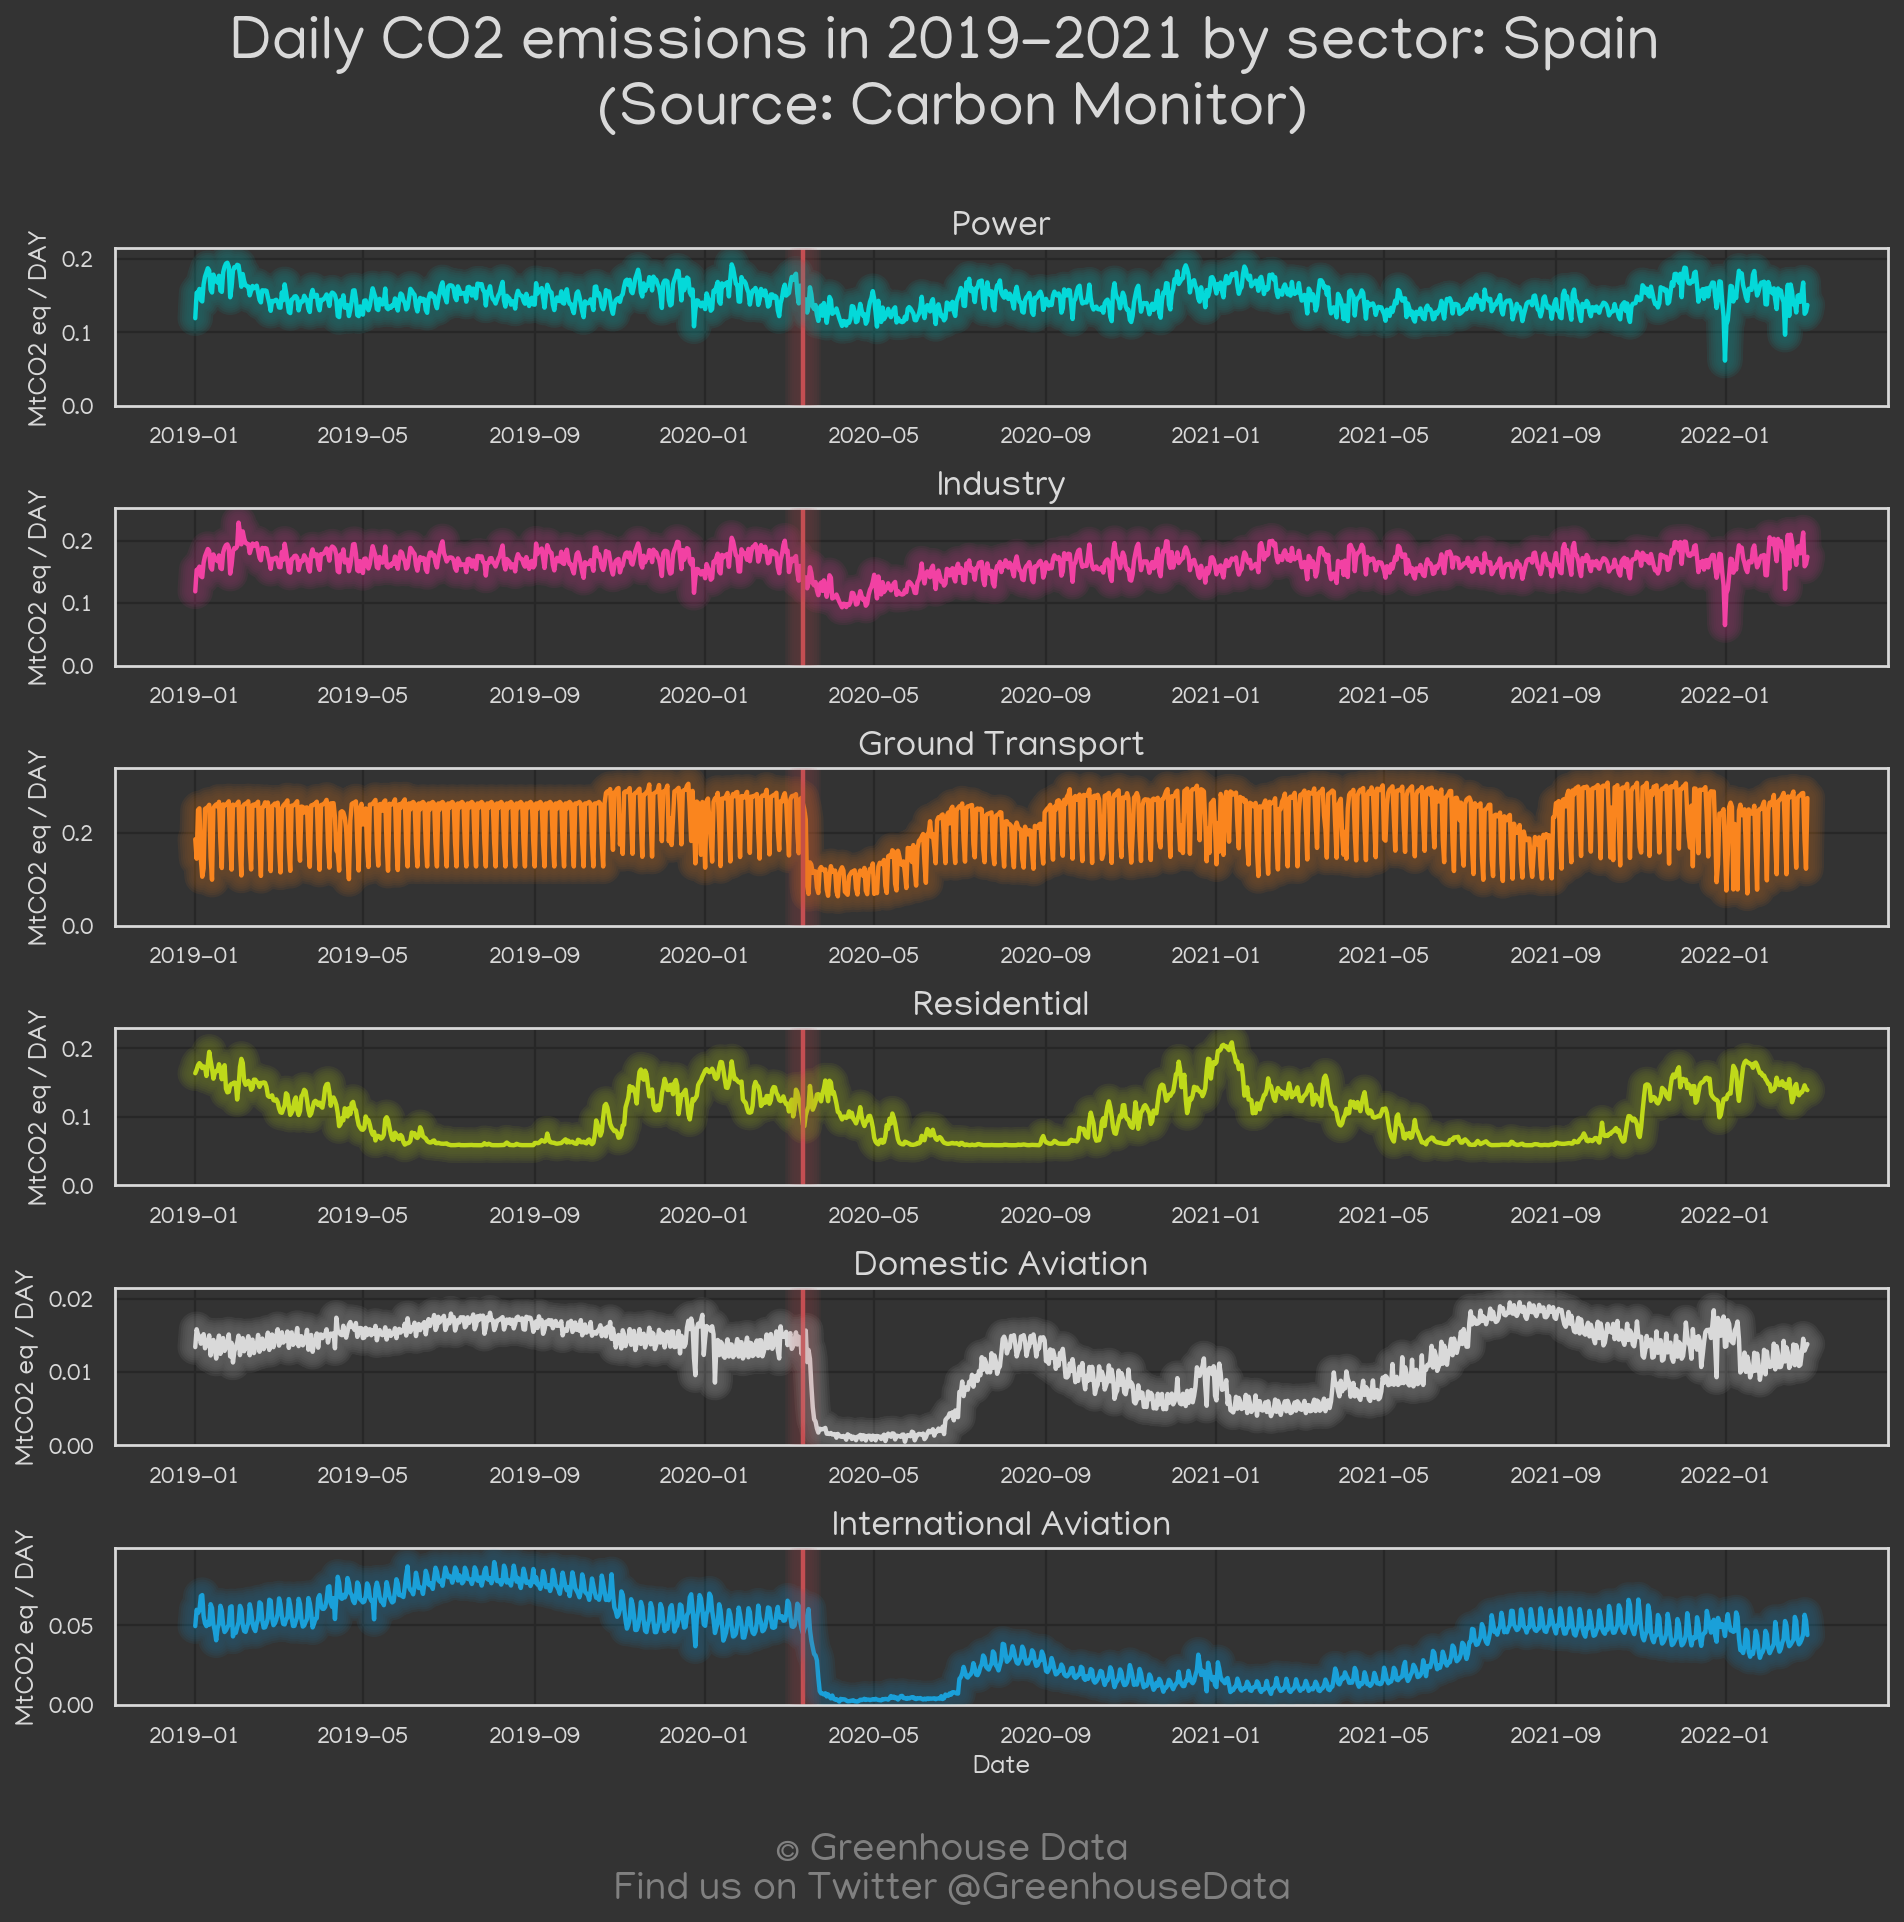 Daily CO2 emissions in 2019-2021 by sector: Spain
(Source: Carbon Monitor)
Power
MtCO2 eq / DAY
0.2
0.1
0.0
2019-01 2019-05 2019-09 2020-01 2020-05 2020-09 2021-01 2021-05 2021-09 2022-01
Industry
MtCO2 eq / DAY
0.2
0.1
0.0
2019-01 2019-05 2019-09 2020-01 2020-05 2020-09 2021-01 2021-05 2021-09 2022-01
Ground Transport
MtCO2 eq / DAY
0.2
0.0
2019-01 2019-05 2019-09 2020-01 2020-05 2020-09 2021-01 2021-05 2021-09 2022-01
Residential
MtCO2 eq / DAY
0.2
0.1
0.0
2019-01 2019-05 2019-09 2020-01 2020-05 2020-09 2021-01 2021-05 2021-09 2022-01
Domestic Aviation
MtCO2 eq / DAY
0.02
0.01
0.00
2019-01 2019-05 2019-09 2020-01 2020-05 2020-09 2021-01 2021-05 2021-09 2022-01
International Aviation
MtCO2 eq / DAY
0.05
0.00
2019-01 2019-05 2019-09 2020-01 2020-05 2020-09 2021-01 2021-05 2021-09 2022-01
Date
© Greenhouse Data
Find us on Twitter @GreenhouseData